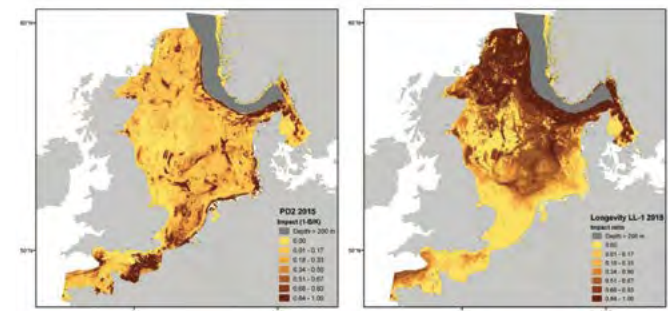 60°N
PD2 2015
Impact (1-B/K)
Depth > 200 m
0.00
0.01 - 0.17
0.18 - 0.33
0.34 - 0.50
0.51 - 0.67
0.68 - 0.83
0.84 - 1.00
50°N
60°N
Longevity LL-1 2015
Impact ratio
Depth > 200 m
0.00
0.01 - 0.17
0.18 - 0.33
0.34 - 0.50
0.51 - 0.67
0.68 - 0.83
0.84 - 1.00
50°N